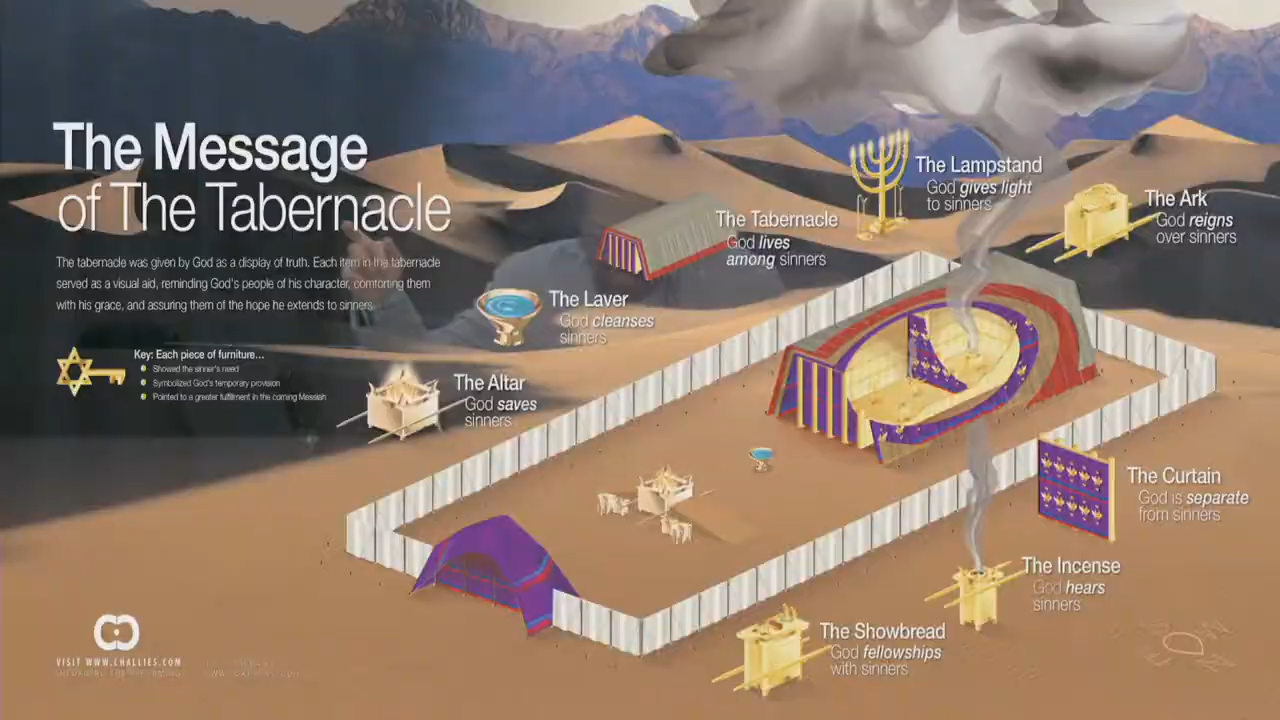 The Message
of The Tabernacle
The tabernacle was given by God as a display of truth. Each item in the tabernacle
served as a visual aid, reminding God's people of his character, comforting them
with his grace, and assuring them of the hope he extends to sinners.
Key: Each piece of furniture...
Showed the sinner's need
Symbolized God's temporary provision
Pointed to a greater fulfillment in the coming Messiah
The Lampstand
God gives light
to sinners
The Ark
God reigns
over sinners
The Tabernacle
God lives
among sinners
The Laver
God cleanses
sinners
The Altar
God saves
sinners
The Curtain
God is separate
from sinners
The Incense
God hears
sinners
The Showbread
God fellowships
with sinners
VISIT WWW.CHALLIES.COM